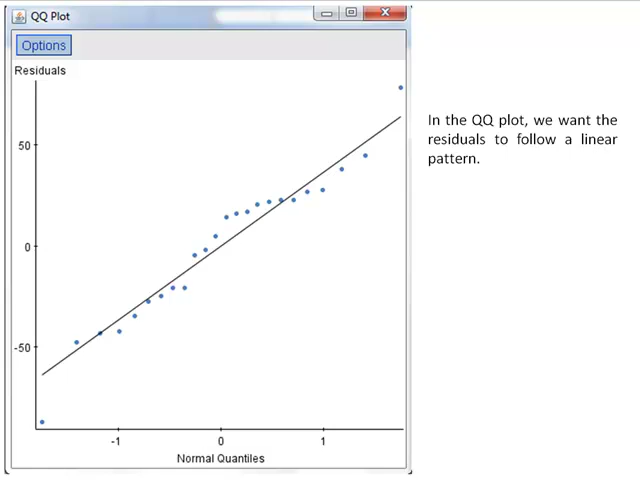 QQ Plot
Options
Residuals
50
0
-50
-1
0
1
Normal Quantiles
In the QQ plot, we want the
residuals to follow a linear
pattern.